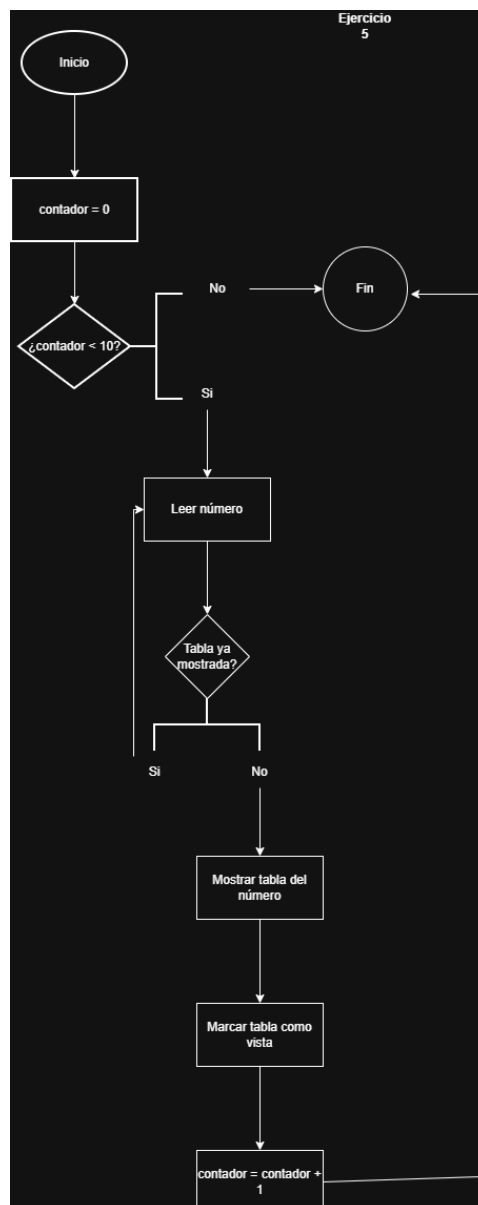 Ejercicio
5
Inicio
contador = 0
¿contador < 10?
No
Fin
Si
Leer número
Tabla ya
mostrada?
Si
No
Mostrar tabla del
número
Marcar tabla como
vista
contador = contador +
1